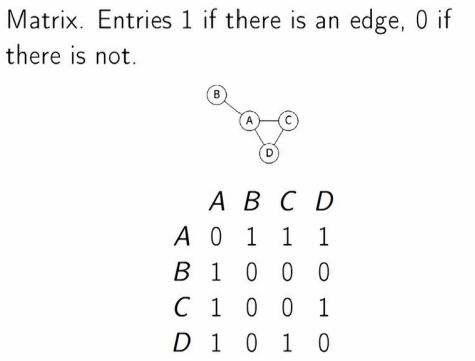 Matrix. Entries 1 if there is an edge, 0 if
there is not.
B
A C
D
A B C D
A 0 1 1 1
B 1 0 0 0
C 1 0 0 1
D 1 0 1 0